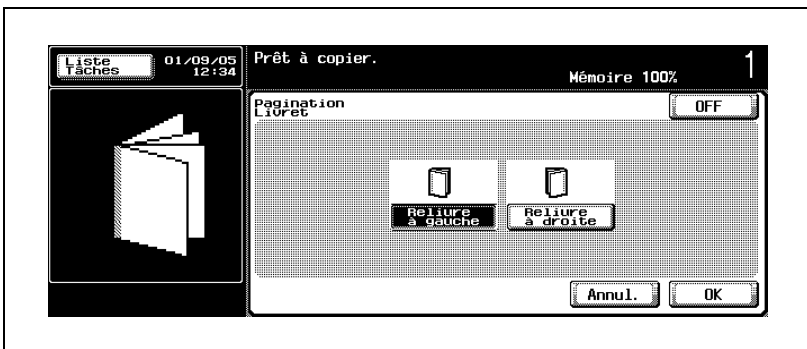 Liste
Tâches
01/09/05
12:34
Prêt à copier.
Mémoire 100%
1
Pagination
Livret
OFF
Reliure
à gauche
Reliure
à droite
Annul.
OK